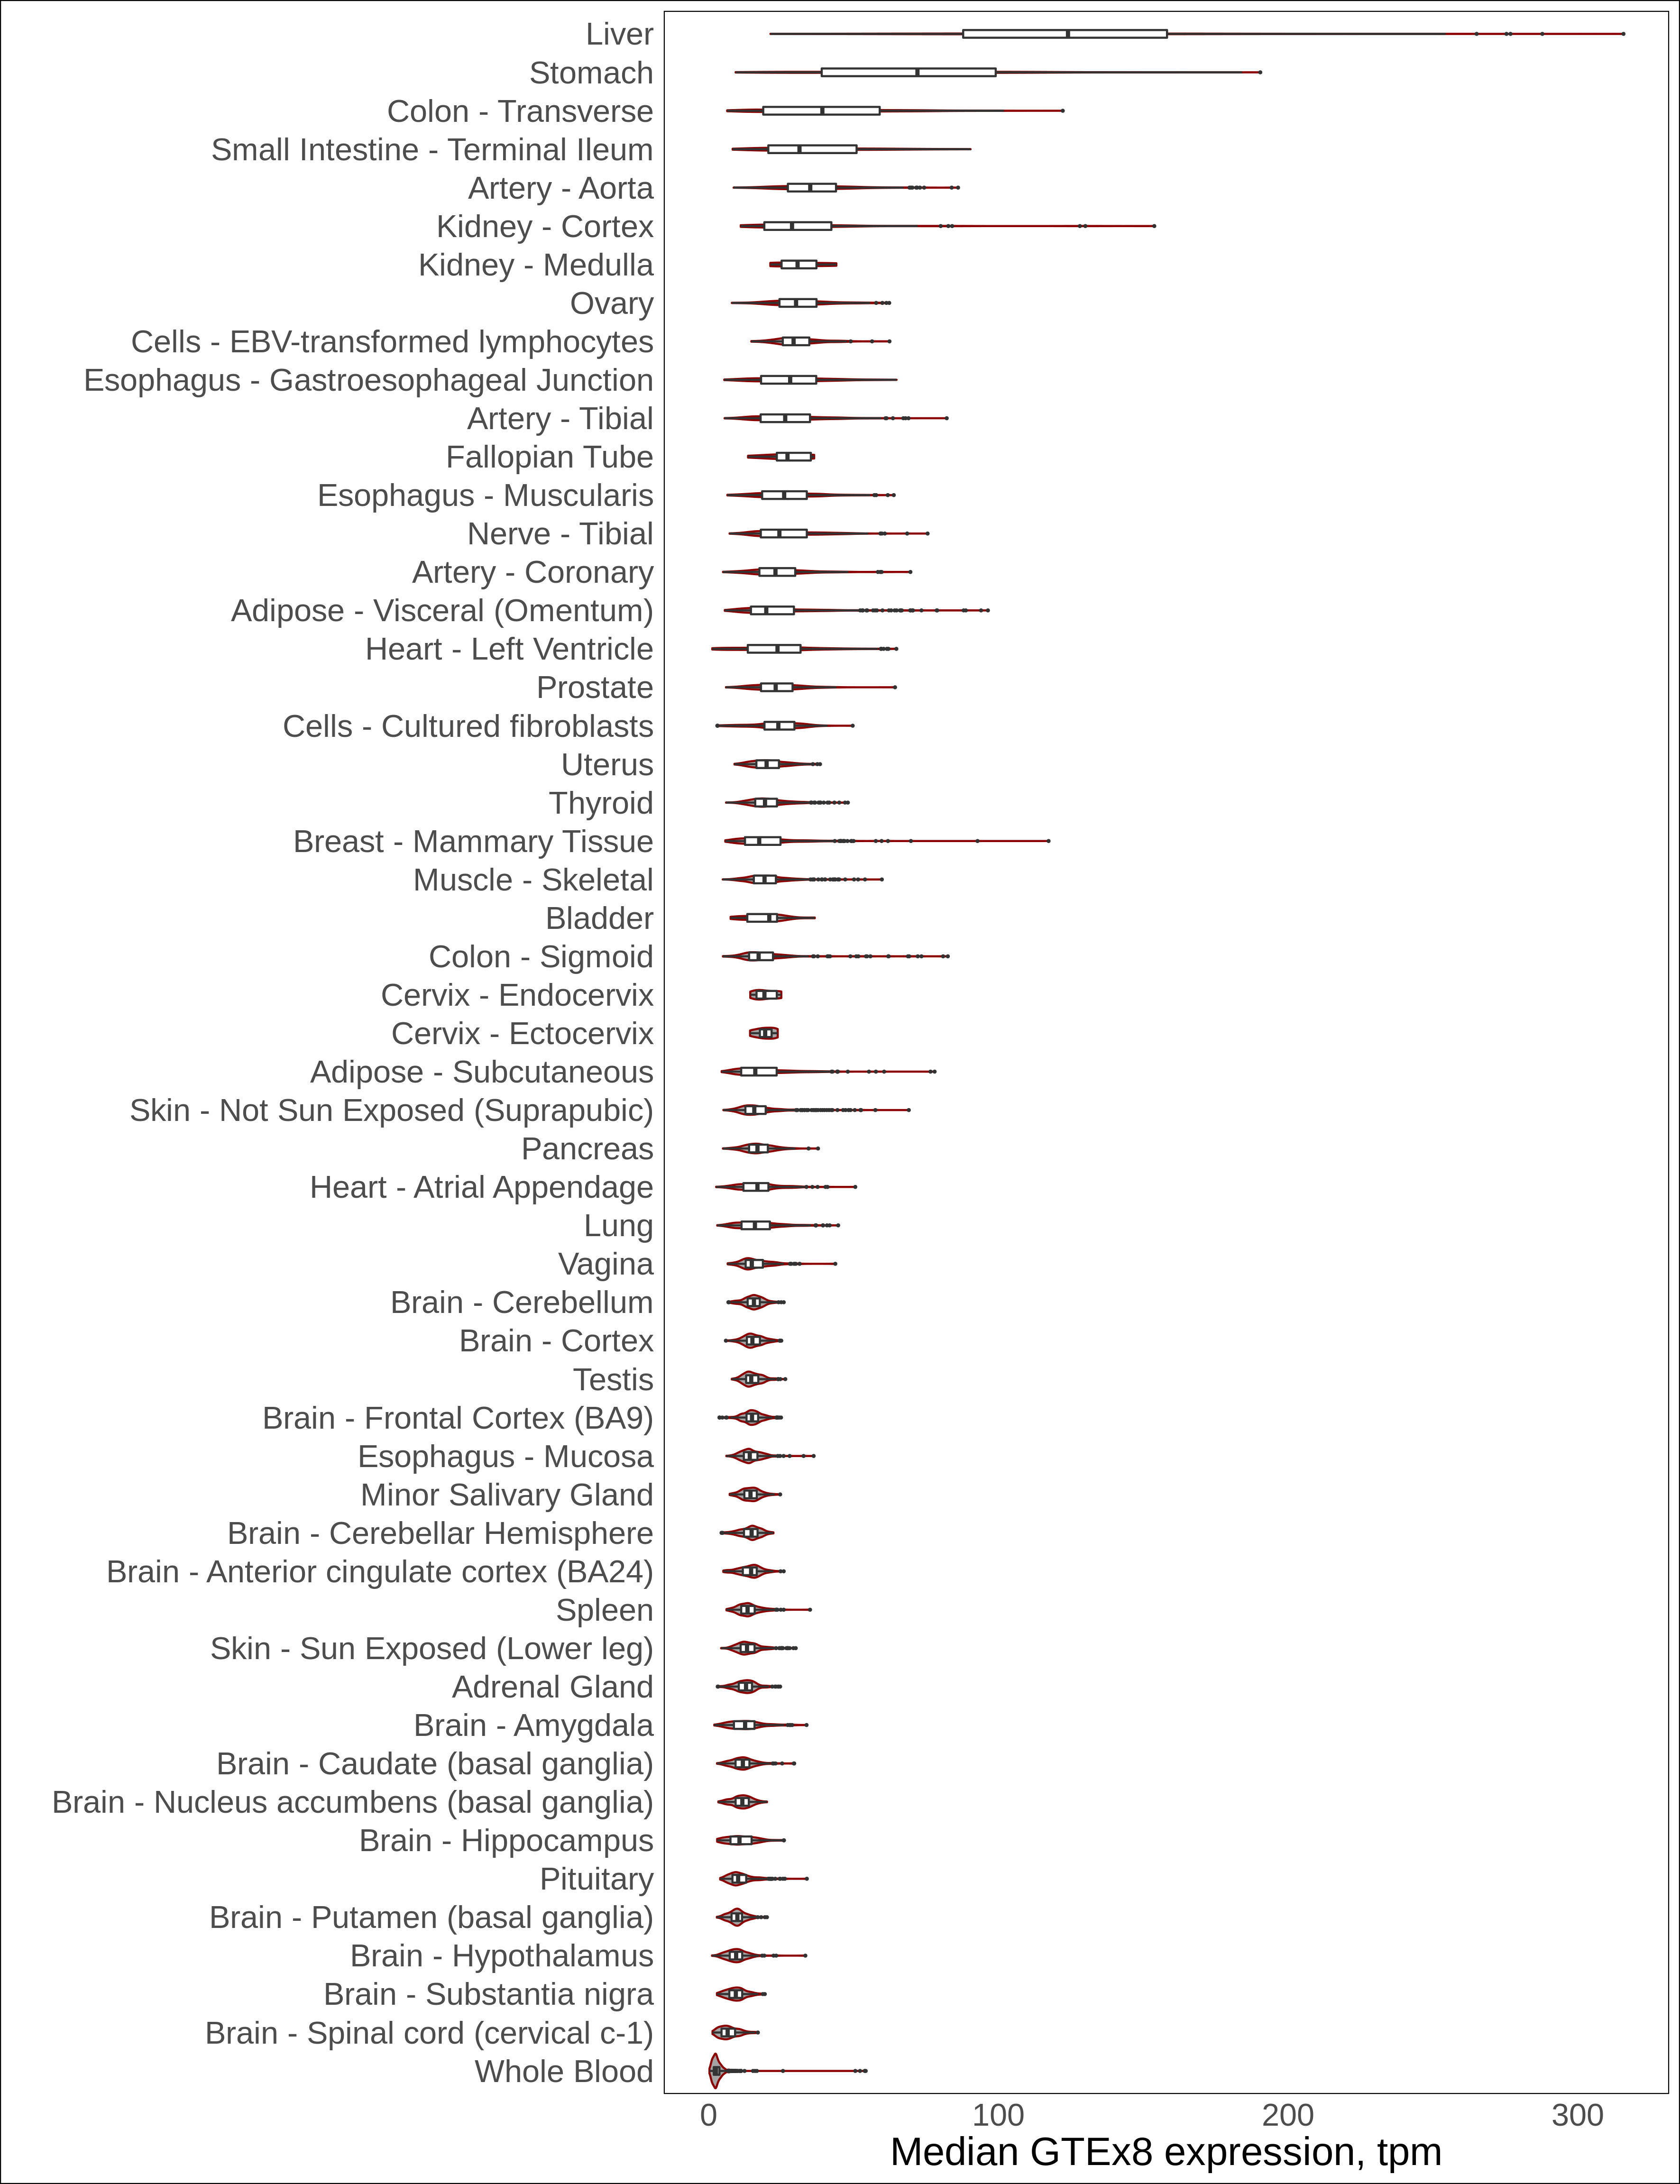 Liver
Stomach
Colon - Transverse
Small Intestine - Terminal Ileum
Artery - Aorta
Kidney - Cortex
Kidney - Medulla
Ovary
Cells - EBV-transformed lymphocytes
Esophagus - Gastroesophageal Junction
Artery - Tibial
Fallopian Tube
Esophagus - Muscularis
Nerve - Tibial
Artery - Coronary
Adipose - Visceral (Omentum)
Heart - Left Ventricle
Prostate
Cells - Cultured fibroblasts
Uterus
Thyroid
Breast - Mammary Tissue
Muscle - Skeletal
Bladder
Colon - Sigmoid
Cervix - Endocervix
Cervix - Ectocervix
Adipose - Subcutaneous
Skin - Not Sun Exposed (Suprapubic)
Pancreas
Heart - Atrial Appendage
Lung
Vagina
Brain - Cerebellum
Brain - Cortex
Testis
Brain - Frontal Cortex (BA9)
Esophagus - Mucosa
Minor Salivary Gland
Brain - Cerebellar Hemisphere
Brain - Anterior cingulate cortex (BA24)
Spleen
Skin - Sun Exposed (Lower leg)
Adrenal Gland
Brain - Amygdala
Brain - Caudate (basal ganglia)
Brain - Nucleus accumbens (basal ganglia)
Brain - Hippocampus
Pituitary
Brain - Putamen (basal ganglia)
Brain - Hypothalamus
Brain - Substantia nigra
Brain - Spinal cord (cervical c-1)
Whole Blood
0 100 200 300
Median GTEx8 expression, tpm